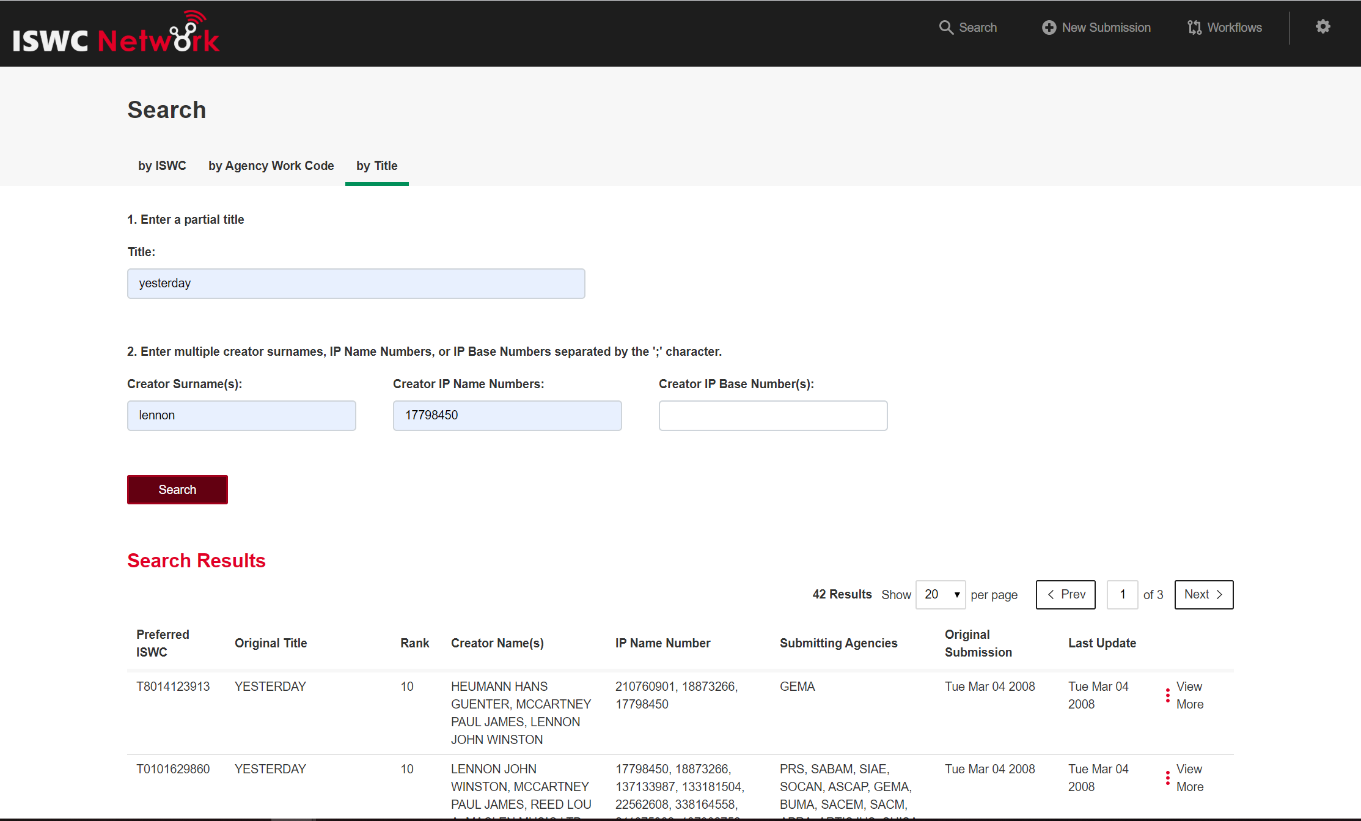 ISWC Network
Search
New Submission
Workflows
Search
by ISWC
by Agency Work Code
by Title
1. Enter a partial title
Title:
yesterday
2. Enter multiple creator surnames, IP Name Numbers, or IP Base Numbers separated by the ';' character.
Creator Surname(s):
Creator IP Name Numbers:
Creator IP Base Number(s):
lennon
17798450
Search
Search Results
42 Results Show 20 per page < Prev 1 of 3 Next >
Preferred ISWC
Original Title
Rank
Creator Name(s)
IP Name Number
Submitting Agencies
Original Submission
Last Update
T8014123913
YESTERDAY
10
HEUMANN HANS
GUENTER, MCCARTNEY
PAUL JAMES, LENNON
JOHN WINSTON
210760901, 18873266,
17798450
GEMA
Tue Mar 04 2008
Tue Mar 04
2008
View
More
T0101629860
YESTERDAY
10
LENNON JOHN
WINSTON, MCCARTNEY
PAUL JAMES, REED LOU
17798450, 18873266,
137133987, 133181504,
22562608, 338164558,
PRS, SABAM, SIAE,
SOCAN, ASCAP, GEMA,
BUMA, SACEM, SACM,
Tue Mar 04 2008
Tue Mar 04
2008
View
More